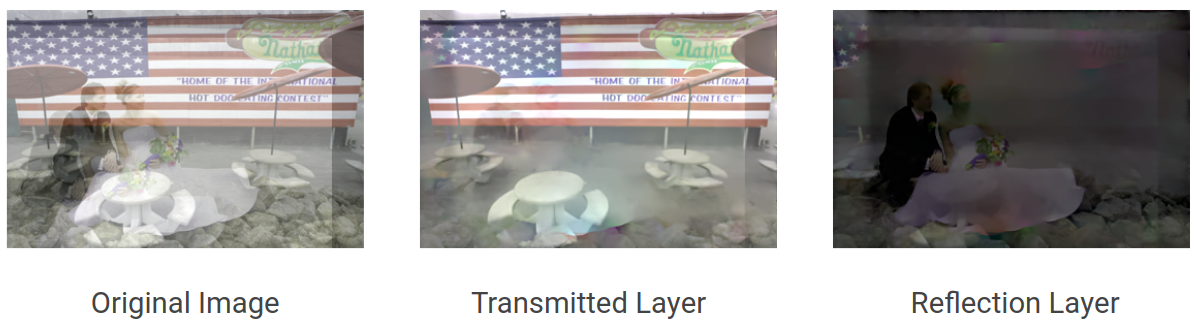 Nathan
"HOME OF THE INTERNATIONAL
HOT DOG EATING CONTEST"
Natha
"HOME OF THE INTERNATIONAL
HOT DOG EATING CONTEST"
Original Image
Transmitted Layer
Reflection Layer